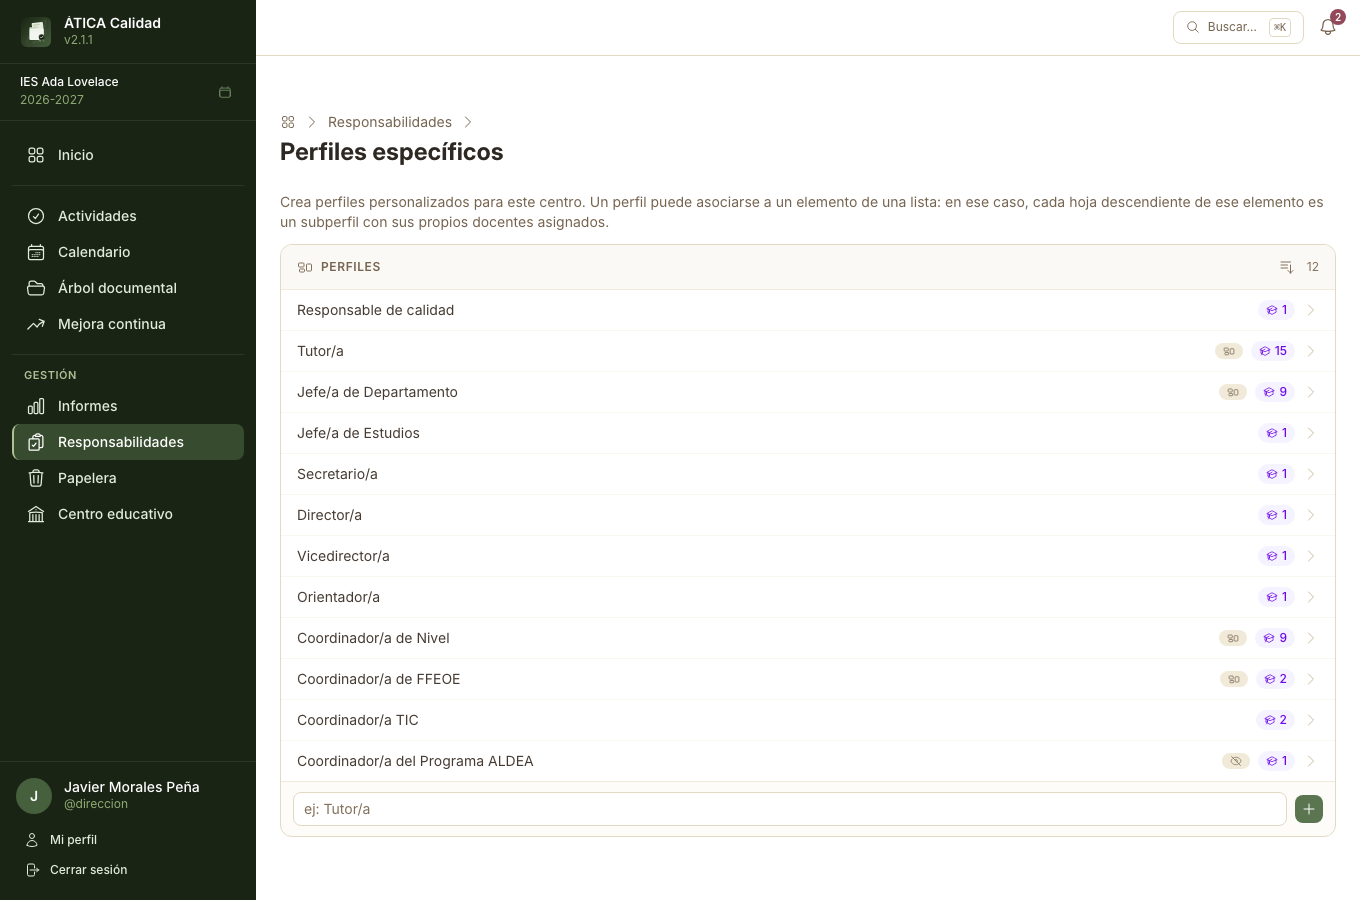 ÁTICA Calidad
v2.1.1
IES Ada Lovelace
2026-2027
Inicio
Actividades
Calendario
Árbol documental
Mejora continua
GESTIÓN
Informes
Responsabilidades
Papelera
Centro educativo
J
Javier Morales Peña
@direccion
Mi perfil
Cerrar sesión
Buscar...
⌘K
2
Responsabilidades
Perfiles específicos
Crea perfiles personalizados para este centro. Un perfil puede asociarse a un elemento de una lista: en ese caso, cada hoja descendiente de ese elemento es
un subperfil con sus propios docentes asignados.
PERFILES
12
Responsable de calidad
1
Tutor/a
15
Jefe/a de Departamento
9
Jefe/a de Estudios
1
Secretario/a
1
Director/a
1
Vicedirector/a
1
Orientador/a
1
Coordinador/a de Nivel
9
Coordinador/a de FFEOE
2
Coordinador/a TIC
2
Coordinador/a del Programa ALDEA
1
ej: Tutor/a